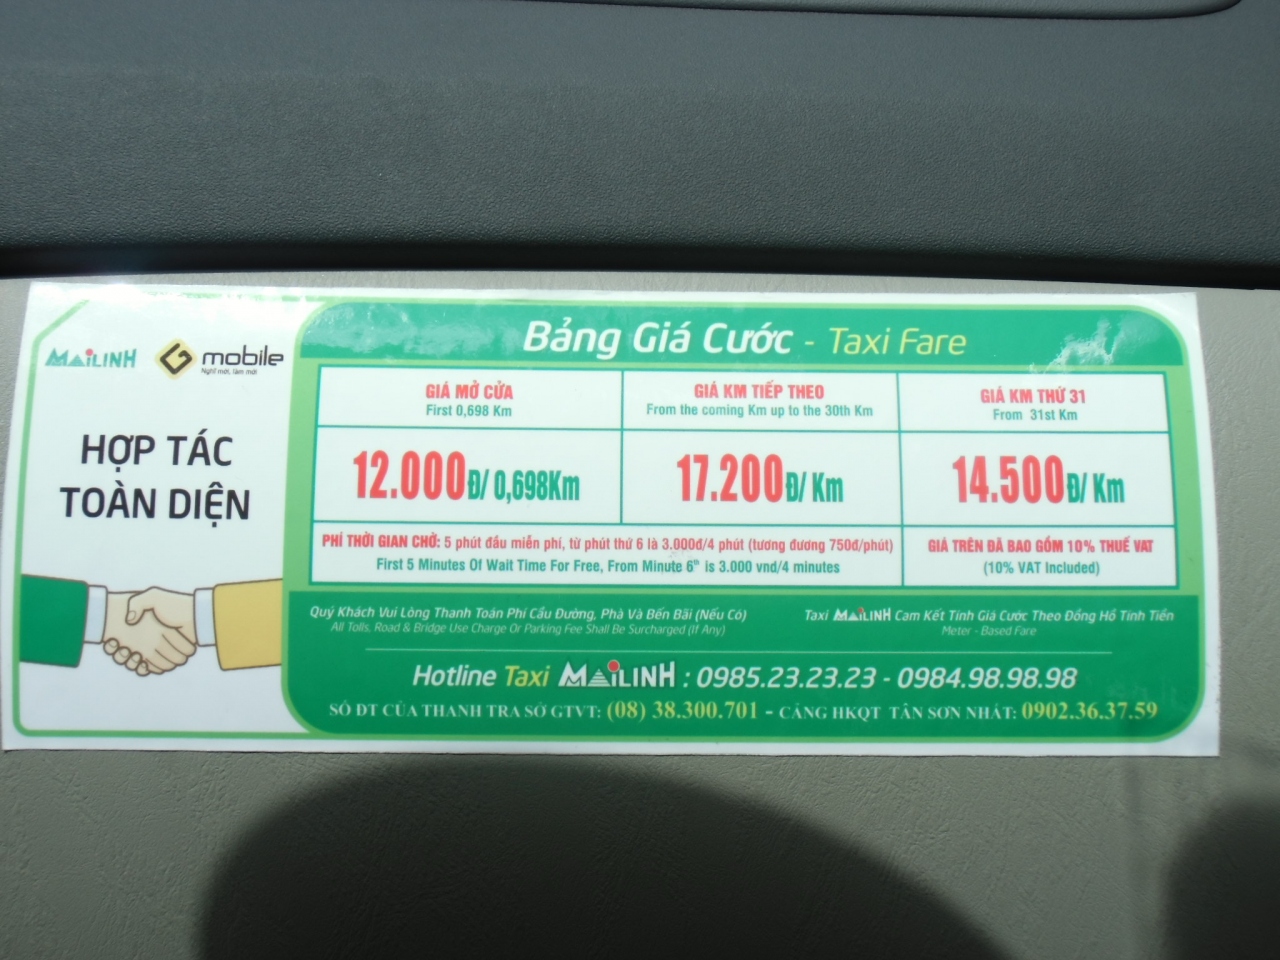 MAiLINH
G mobile
Nghĩ mới, làm mới
HỢP TÁC
TOÀN DIỆN
Bảng Giá Cước - Taxi Fare
GIÁ MỞ CỬA
First 0,698 Km
GIÁ KM TIẾP THEO
From the coming Km up to the 30th Km
GIÁ KM THỨ 31
From 31st Km
12.000Đ/ 0,698Km
17.200Đ/ Km
14.500Đ/ Km
PHÍ THỜI GIAN CHỜ: 5 phút đầu miễn phí, từ phút thứ 6 là 3.000đ/4 phút (tương đương 750đ/phút)
First 5 Minutes Of Wait Time For Free, From Minute 6th is 3.000 vnd/4 minutes
GIÁ TRÊN ĐÃ BAO GỒM 10% THUẾ VAT
(10% VAT Included)
Quý Khách Vui Lòng Thanh Toán Phí Cầu Đường, Phà Và Bến Bãi (Nếu Có)
All Tolls, Road & Bridge Use Charge Or Parking Fee Shall Be Surcharged (If Any)
Taxi MAiLINH Cam Kết Tính Giá Cước Theo Đồng Hồ Tính Tiền
Meter - Based Fare
Hotline Taxi MAiLINH : 0985.23.23.23 - 0984.98.98.98
SỐ ĐT CỦA THANH TRA SỞ GTVT: (08) 38.300.701 - CẢNG HKQT TÂN SƠN NHẤT: 0902.36.37.59